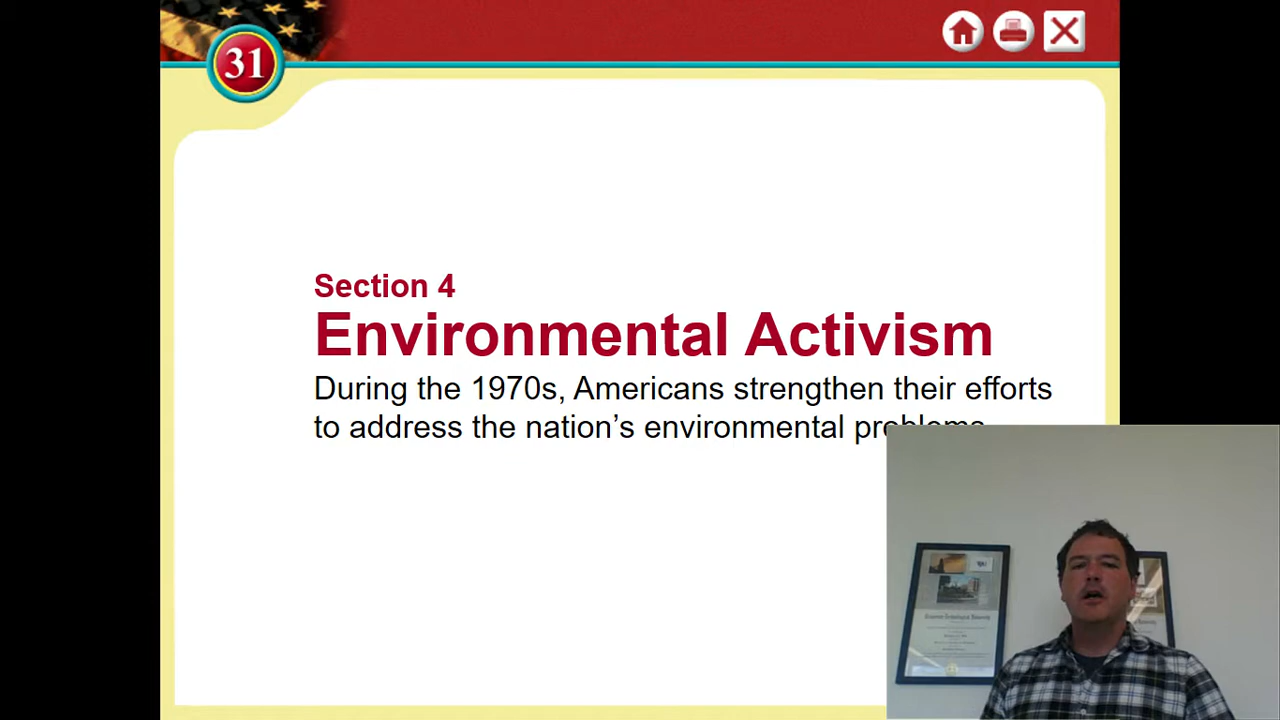 31
Section 4
Environmental Activism
During the 1970s, Americans strengthen their efforts
to address the nation’s environmental problems.